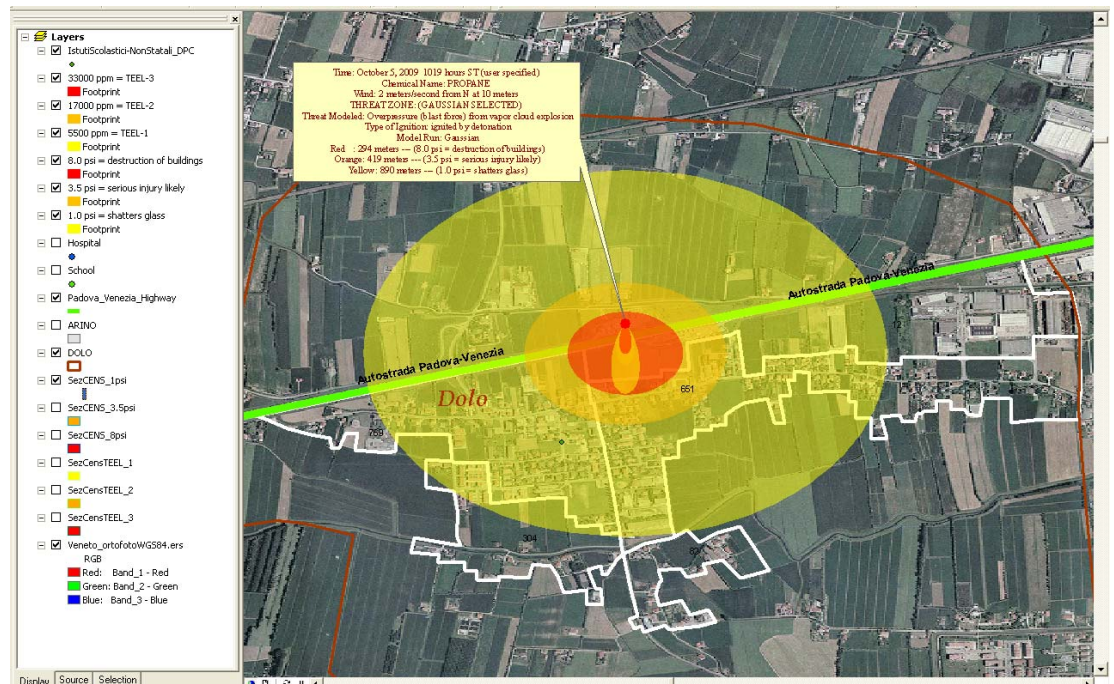 Layers
IstutiScolastici-NonStatali_DPC
33000 ppm = TEEL-3
Footprint
17000 ppm = TEEL-2
Footprint
5500 ppm = TEEL-1
Footprint
8.0 psi = destruction of buildings
Footprint
3.5 psi = serious injury likely
Footprint
1.0 psi = shatters glass
Footprint
Hospital
School
Padova_Venezia_Highway
ARINO
DOLO
SezCENS_1psi
SezCENS_3.5psi
SezCENS_8psi
SezCensTEEL_1
SezCensTEEL_2
SezCensTEEL_3
Veneto_ortofotoWGS84.ers
RGB
Red: Band_1 - Red
Green: Band_2 - Green
Blue: Band_3 - Blue
Display Source Selection
Time: October 5, 2009 1019 hours ST (user specified)
Chemical Name: PROPANE
Wind: 2 meters/second from N at 10 meters
THREAT ZONE: (GAUSSIAN SELECTED)
Threat Modeled: Overpressure (blast force) from vapor cloud explosion
Type of Ignition: ignited by detonation
Model Run: Gaussian
Red : 294 meters --- (8.0 psi = destruction of buildings)
Orange: 419 meters --- (3.5 psi = serious injury likely)
Yellow: 890 meters --- (1.0 psi = shatters glass)
Autostrada Padova-Venezia
12
Autostrada Padova-Venezia
651
Dolo
759
304